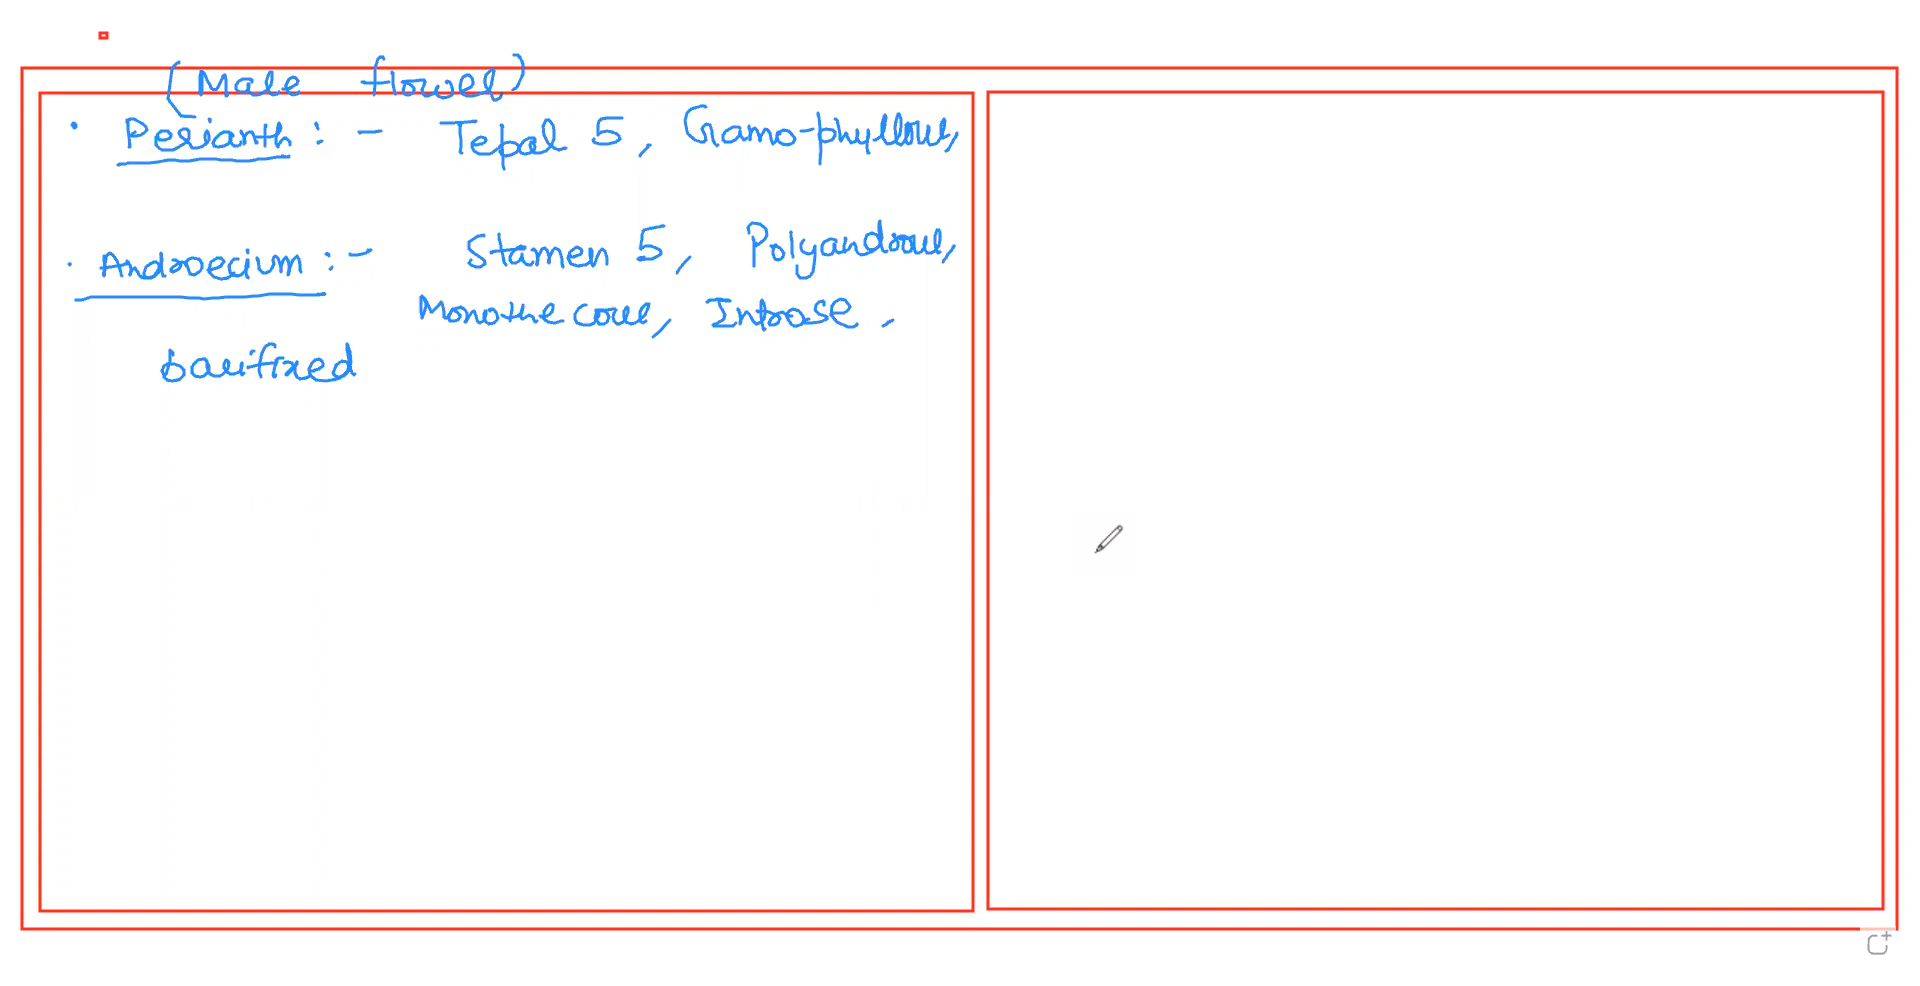 (Male flower)
• Perianth :- Tepal 5, Gamo-phyllous,
• Androecium :- Stamen 5, Polyandrous,
Monothecous, Introse,
basifixed